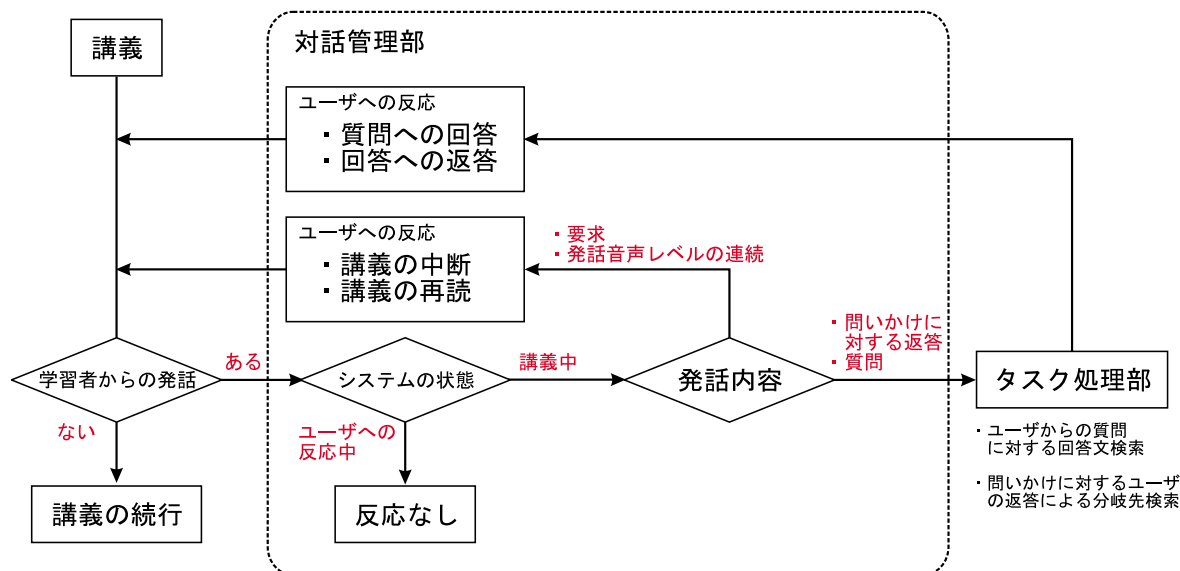 講義
対話管理部
ユーザへの反応
・質問への回答
・回答への返答
ユーザへの反応
・講義の中断
・講義の再読
・要求
・発話音声レベルの連続
・問いかけに
対する返答
・質問
学習者からの発話
ある
システムの状態
講義中
発話内容
タスク処理部
ない
ユーザへの
反応中
・ユーザからの質問
に対する回答文検索
・問いかけに対するユーザ
の返答による分岐先検索
講義の続行
反応なし